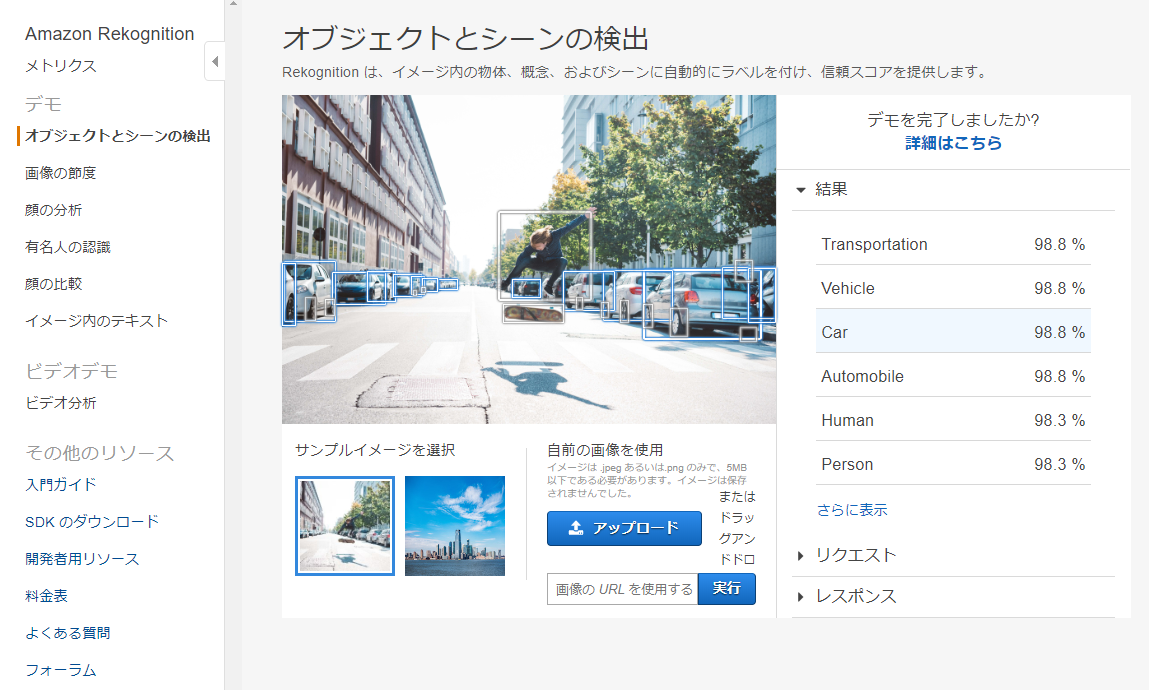 Amazon Rekognition
メトリクス
デモ
オブジェクトとシーンの検出
画像の節度
顔の分析
有名人の認識
顔の比較
イメージ内のテキスト
ビデオデモ
ビデオ分析
その他のリソース
入門ガイド
SDK のダウンロード
開発者用リソース
料金表
よくある質問
フォーラム
オブジェクトとシーンの検出
Rekognition は、イメージ内の物体、概念、およびシーンに自動的にラベルを付け、信頼スコアを提供します。
サンプルイメージを選択
自前の画像を使用
イメージは .jpeg あるいは.png のみで、5MB
以下である必要があります。イメージは保存
されませんでした。
アップロード
または
ドラッ
グアン
ドドロ
画像の URL を使用する
実行
デモを完了しましたか?
詳細はこちら
結果
Transportation 98.8 %
Vehicle 98.8 %
Car 98.8 %
Automobile 98.8 %
Human 98.3 %
Person 98.3 %
さらに表示
リクエスト
レスポンス